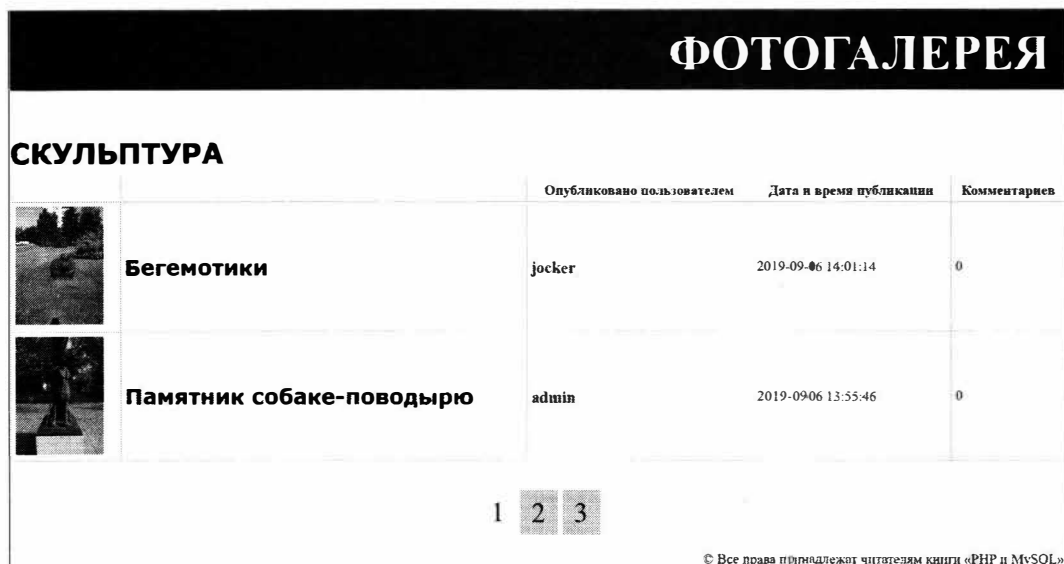 ФОТОГАЛЕРЕЯ
СКУЛЬПТУРА
Опубликовано пользователем Дата и время публикации Комментариев
Бегемотики jocker 2019-09-06 14:01:14 0
Памятник собаке-поводырю admin 2019-09-06 13:55:46 0
1 2 3
© Все права принадлежат читателям книги «PHP и MySQL»